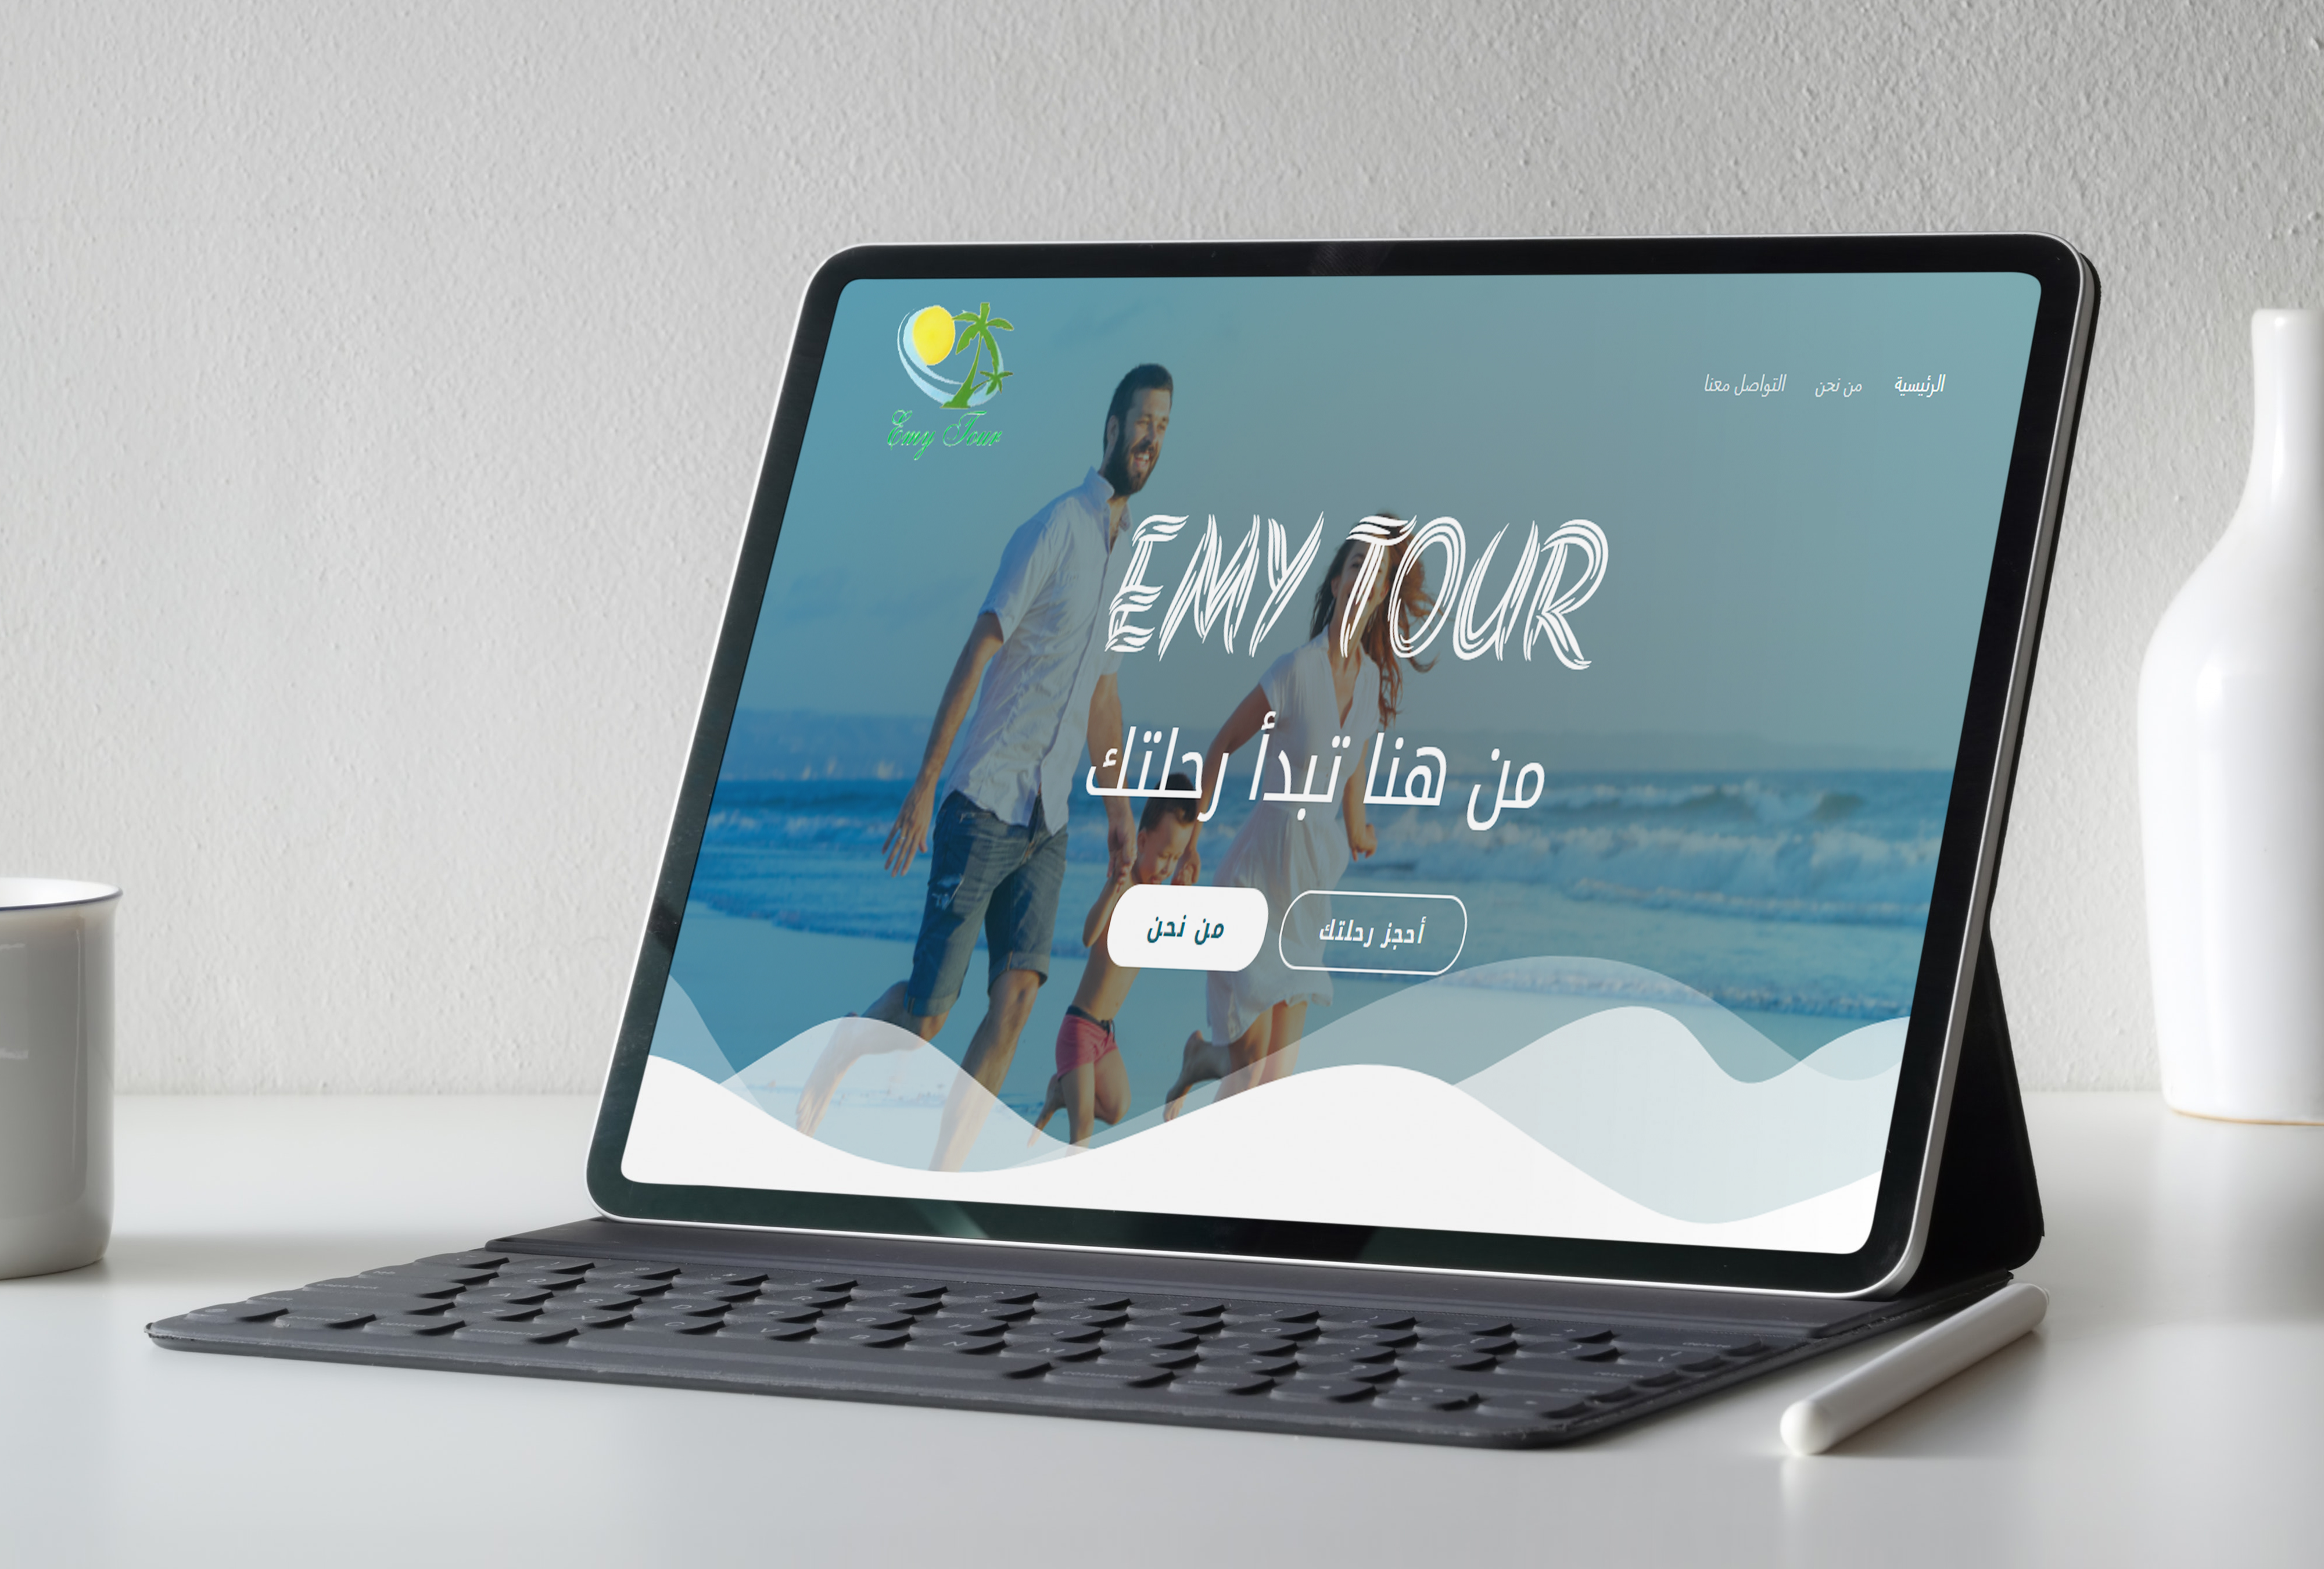 Emy Tour
الرئيسية
من نحن
التواصل معنا
EMY TOUR
من هنا تبدأ رحلتك
أحجز رحلتك
من نحن